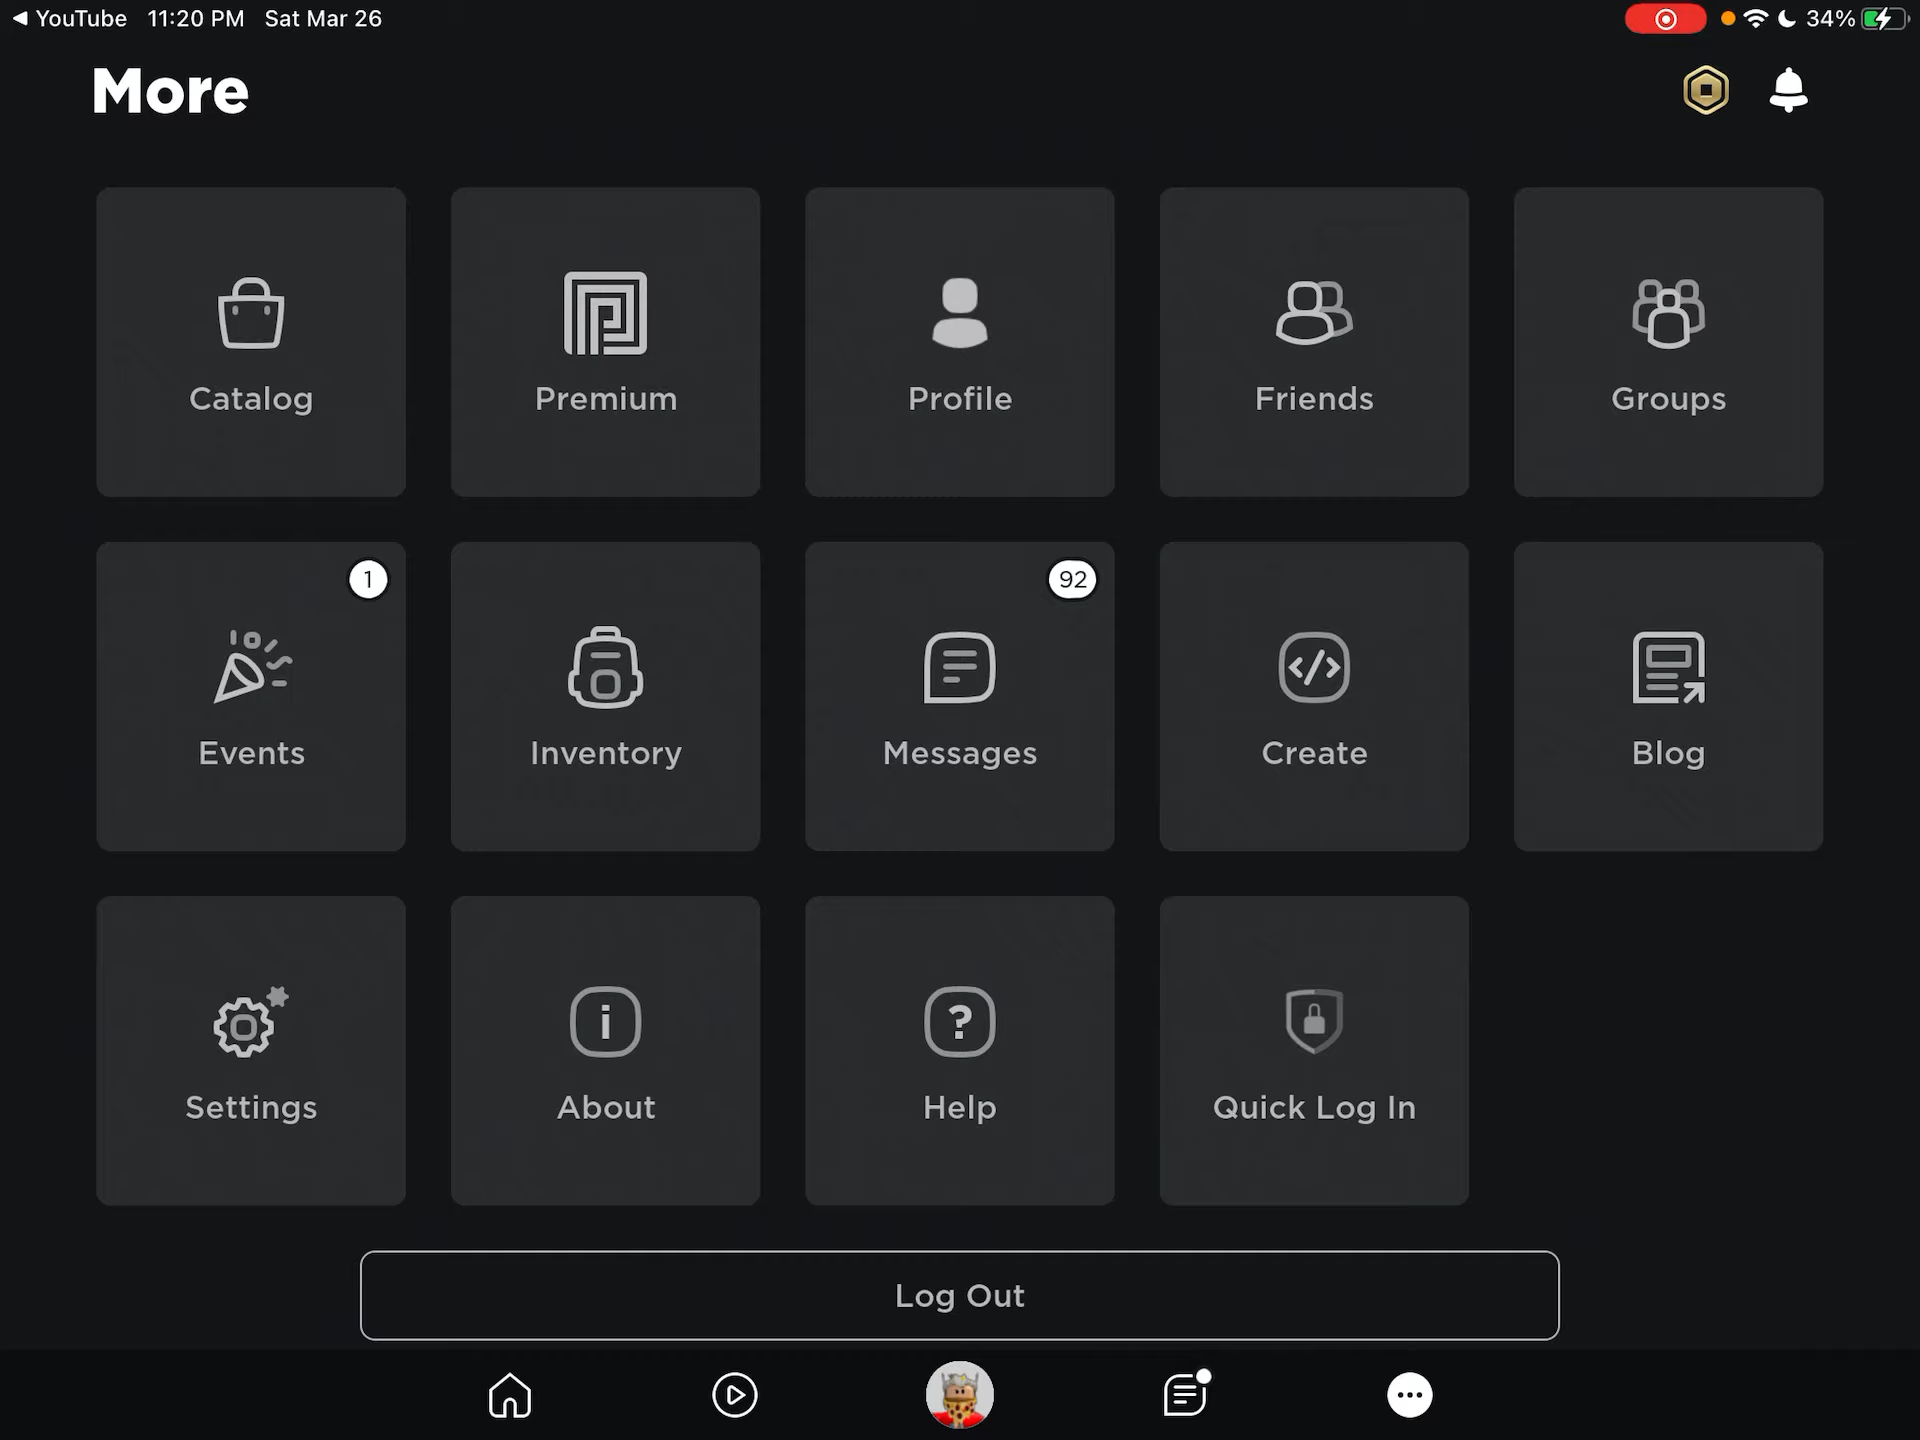 YouTube 11:20 PM Sat Mar 26 34%
More
Catalog Premium Profile Friends Groups
1 92
Events Inventory Messages Create Blog
Settings About Help Quick Log In
Log Out